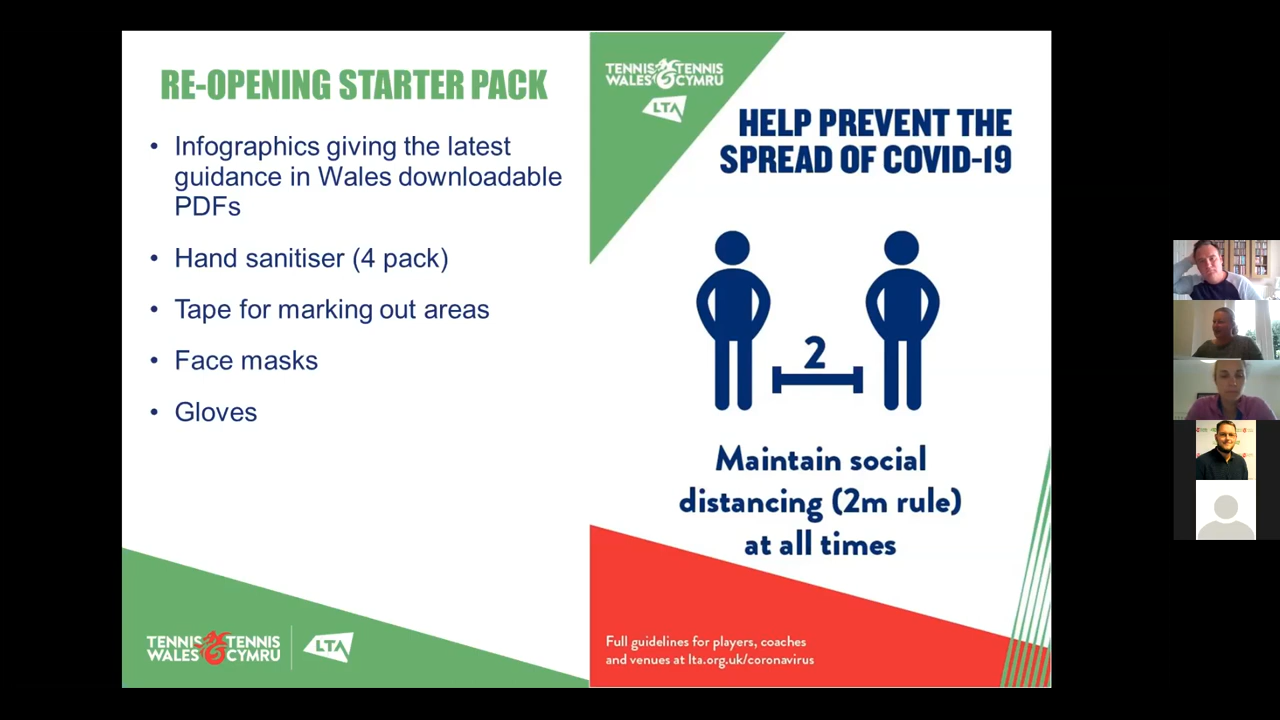 RE-OPENING STARTER PACK
• Infographics giving the latest
guidance in Wales downloadable
PDFs
• Hand sanitiser (4 pack)
• Tape for marking out areas
• Face masks
• Gloves
TENNIS TENNIS
WALES CYMRU
LTA
TENNIS TENNIS
WALES CYMRU
LTA
HELP PREVENT THE
SPREAD OF COVID-19
2
Maintain social
distancing (2m rule)
at all times
Full guidelines for players, coaches
and venues at lta.org.uk/coronavirus